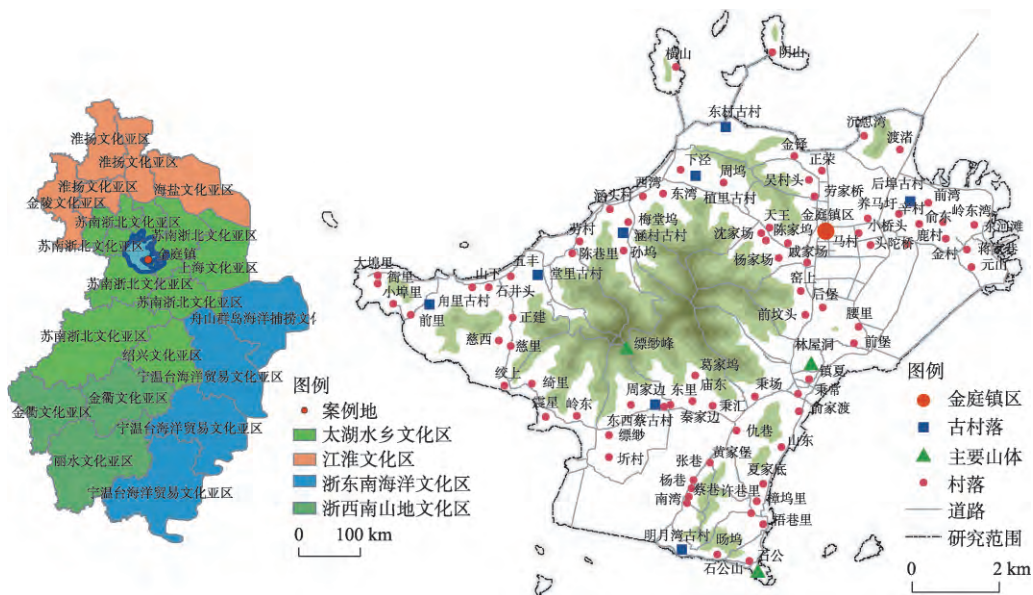 淮扬文化亚区
淮扬文化亚区
淮扬文化亚区
海盐文化亚区
金陵文化亚区
苏南浙北文化亚区
苏南浙北文化亚区
苏南浙北文化亚区
金庭镇
上海文化亚区
苏南浙北文化亚区
苏南浙北文化亚区
舟山群岛海洋捕捞文化
苏南浙北文化亚区
绍兴文化亚区
宁温台海洋贸易文化亚区
金衢文化亚区
金衢文化亚区
宁温台海洋贸易文化亚区
丽水文化亚区
宁温台海洋贸易文化亚区
图例
案例地
太湖水乡文化区
江淮文化区
浙东南海洋文化区
浙西南山地文化区
0 100 km
横山
阴山
东村古村
沉思湾
渡渚
金铎
下泾
周坞
正荣
吴村头
西湾
东湾
植里古村
劳家桥
后埠古村
前湾
涵头村
养马圩
辛村
岭东湾
梅堂坞
天王
金庭镇区
小桥头
俞东
东河滩
涵村古村
沈家场
陈家坞
马村
鹿村
蒋家巷
劳村
陈巷里
孙坞
戚家场
头陀桥
金村
元山
杨家场
大埠里
五丰
堂里古村
山下
窑上
小埠里
甪里古村
石井头
后堡
前里
正建
前坟头
腰里
慈西
慈里
缥缈峰
林屋洞
前堡
葛家坞
镇夏
绮里
周家边
东里
庙东
秉场
秉常
震星
岭东
东西蔡古村
秦家边
秉汇
俞家渡
缥缈
仇巷
山东
圻村
张巷
黄家堡
夏家底
杨巷
蔡巷
许巷里
樟坞里
南湾
梧巷里
明月湾古村
旸坞
石公
石公山
图例
金庭镇区
古村落
主要山体
村落
道路
研究范围
0 2 km